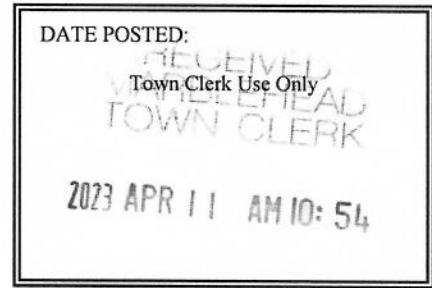 DATE POSTED:
RECEIVED
Town Clerk Use Only
MARBLEHEAD
TOWN CLERK
2023 APR 11 AM 10: 54